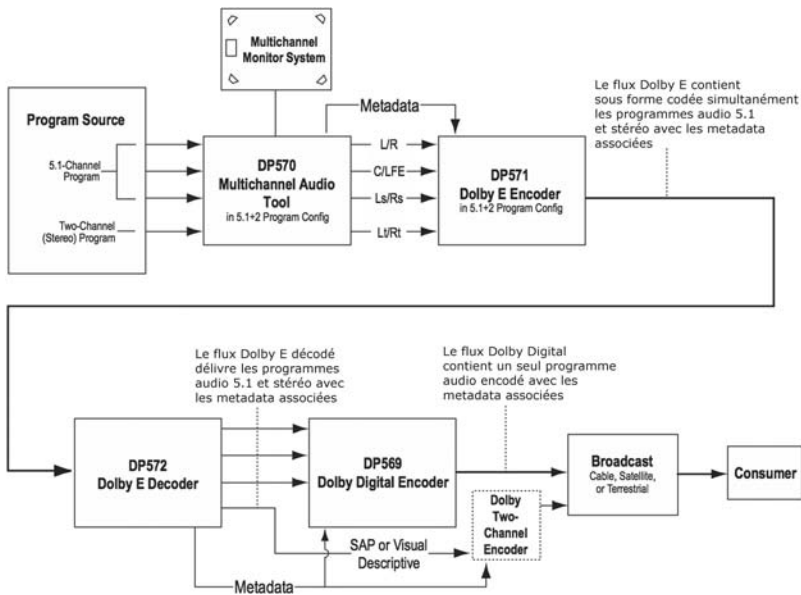 Multichannel
Monitor System
Program Source
5.1-Channel
Program
Two-Channel
(Stereo) Program
DP570
Multichannel Audio
Tool
in 5.1+2 Program Config
Metadata
L/R
C/LFE
Ls/Rs
Lt/Rt
DP571
Dolby E Encoder
in 5.1+2 Program Config
Le flux Dolby E contient
sous forme codée simultanément
les programmes audio 5.1
et stéréo avec les metadata
associées
Le flux Dolby E décodé
délivre les programmes
audio 5.1 et stéréo avec
les metadata associées
Le flux Dolby Digital
contient un seul programme
audio encodé avec les
metadata associées
DP572
Dolby E Decoder
DP569
Dolby Digital Encoder
Dolby
Two-
Channel
Encoder
Broadcast
Cable, Satellite,
or Terrestrial
Consumer
SAP or Visual
Descriptive
Metadata